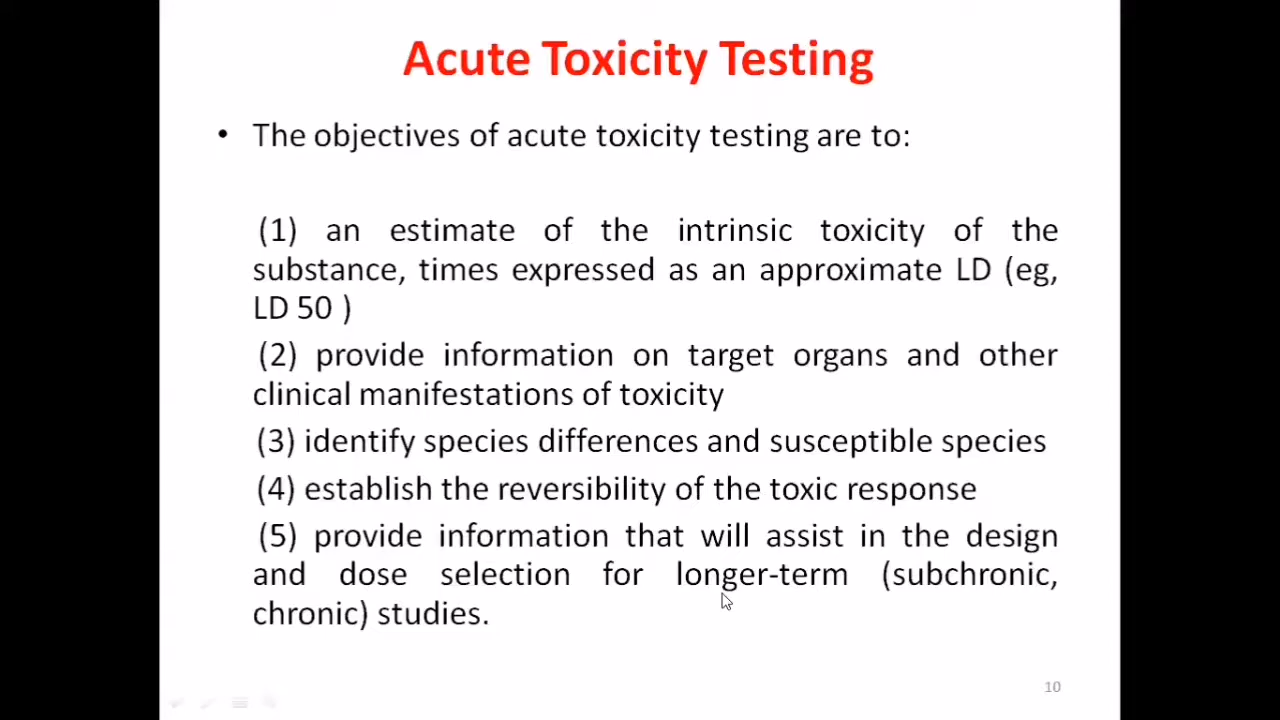 Acute Toxicity Testing
• The objectives of acute toxicity testing are to:
(1) an estimate of the intrinsic toxicity of the
substance, times expressed as an approximate LD (eg,
LD 50 )
(2) provide information on target organs and other
clinical manifestations of toxicity
(3) identify species differences and susceptible species
(4) establish the reversibility of the toxic response
(5) provide information that will assist in the design
and dose selection for longer-term (subchronic,
chronic) studies.
10